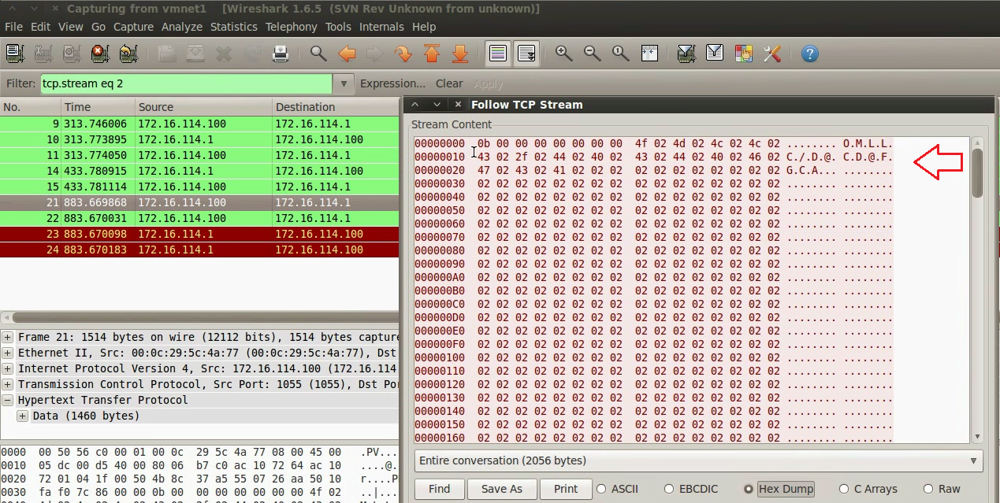 Capturing from vmnet1 [Wireshark 1.6.5 (SVN Rev Unknown from unknown)]
File Edit View Go Capture Analyze Statistics Telephony Tools Internals Help
Filter: tcp.stream eq 2 Expression... Clear Apply
No. Time Source Destination
9 313.746006 172.16.114.100 172.16.114.1
10 313.773895 172.16.114.1 172.16.114.100
11 313.774050 172.16.114.100 172.16.114.1
14 433.780915 172.16.114.1 172.16.114.100
15 433.781114 172.16.114.100 172.16.114.1
21 883.669868 172.16.114.100 172.16.114.1
22 883.670031 172.16.114.100 172.16.114.1
23 883.670098 172.16.114.1 172.16.114.100
24 883.670183 172.16.114.1 172.16.114.100
Frame 21: 1514 bytes on wire (12112 bits), 1514 bytes capture
Ethernet II, Src: 00:0c:29:5c:4a:77 (00:0c:29:5c:4a:77), Dst
Internet Protocol Version 4, Src: 172.16.114.100 (172.16.114
Transmission Control Protocol, Src Port: 1055 (1055), Dst Po
Hypertext Transfer Protocol
Data (1460 bytes)
0000 00 50 56 c0 00 01 00 0c 29 5c 4a 77 08 00 45 00 .PV...
0010 05 dc 00 d5 40 00 80 06 b7 c0 ac 10 72 64 ac 10 ....@.
0020 72 01 04 1f 00 50 4b 8c 37 a5 55 07 26 aa 50 10 r....P
0030 fa f0 7c 86 00 00 0b 00 00 00 00 00 00 00 4f 02 ..|...
Follow TCP Stream
Stream Content
00000000 0b 00 00 00 00 00 00 00 4f 02 4d 02 4c 02 4c 02 ........ O.M.L.L.
00000010 43 02 2f 02 44 02 40 02 43 02 44 02 40 02 46 02 C./.D.@. C.D.@.F.
00000020 47 02 43 02 41 02 02 02 02 02 02 02 02 02 02 02 G.C.A... ........
00000030 02 02 02 02 02 02 02 02 02 02 02 02 02 02 02 02 ........ ........
00000040 02 02 02 02 02 02 02 02 02 02 02 02 02 02 02 02 ........ ........
00000050 02 02 02 02 02 02 02 02 02 02 02 02 02 02 02 02 ........ ........
00000060 02 02 02 02 02 02 02 02 02 02 02 02 02 02 02 02 ........ ........
00000070 02 02 02 02 02 02 02 02 02 02 02 02 02 02 02 02 ........ ........
00000080 02 02 02 02 02 02 02 02 02 02 02 02 02 02 02 02 ........ ........
00000090 02 02 02 02 02 02 02 02 02 02 02 02 02 02 02 02 ........ ........
000000A0 02 02 02 02 02 02 02 02 02 02 02 02 02 02 02 02 ........ ........
000000B0 02 02 02 02 02 02 02 02 02 02 02 02 02 02 02 02 ........ ........
000000C0 02 02 02 02 02 02 02 02 02 02 02 02 02 02 02 02 ........ ........
000000D0 02 02 02 02 02 02 02 02 02 02 02 02 02 02 02 02 ........ ........
000000E0 02 02 02 02 02 02 02 02 02 02 02 02 02 02 02 02 ........ ........
000000F0 02 02 02 02 02 02 02 02 02 02 02 02 02 02 02 02 ........ ........
00000100 02 02 02 02 02 02 02 02 02 02 02 02 02 02 02 02 ........ ........
00000110 02 02 02 02 02 02 02 02 02 02 02 02 02 02 02 02 ........ ........
00000120 02 02 02 02 02 02 02 02 02 02 02 02 02 02 02 02 ........ ........
00000130 02 02 02 02 02 02 02 02 02 02 02 02 02 02 02 02 ........ ........
00000140 02 02 02 02 02 02 02 02 02 02 02 02 02 02 02 02 ........ ........
00000150 02 02 02 02 02 02 02 02 02 02 02 02 02 02 02 02 ........ ........
00000160 02 02 02 02 02 02 02 02 02 02 02 02 02 02 02 02 ........ ........
Entire conversation (2056 bytes)
Find Save As Print ASCII EBCDIC Hex Dump C Arrays Raw